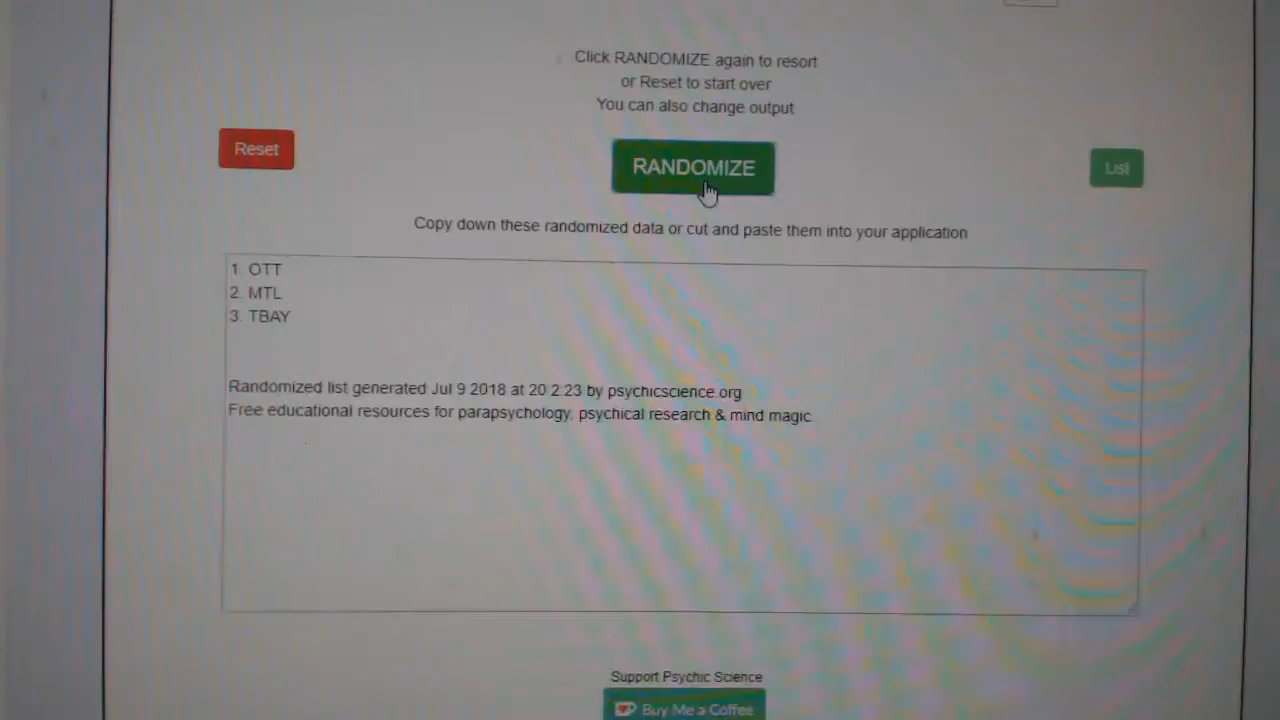 Click RANDOMIZE again to resort
or Reset to start over
You can also change output
Reset
RANDOMIZE
List
Copy down these randomized data or cut and paste them into your application
1. OTT
2. MTL
3. TBAY
Randomized list generated Jul 9 2018 at 20:2:23 by psychicscience.org
Free educational resources for parapsychology, psychical research & mind magic.
Support Psychic Science
Buy Me a Coffee